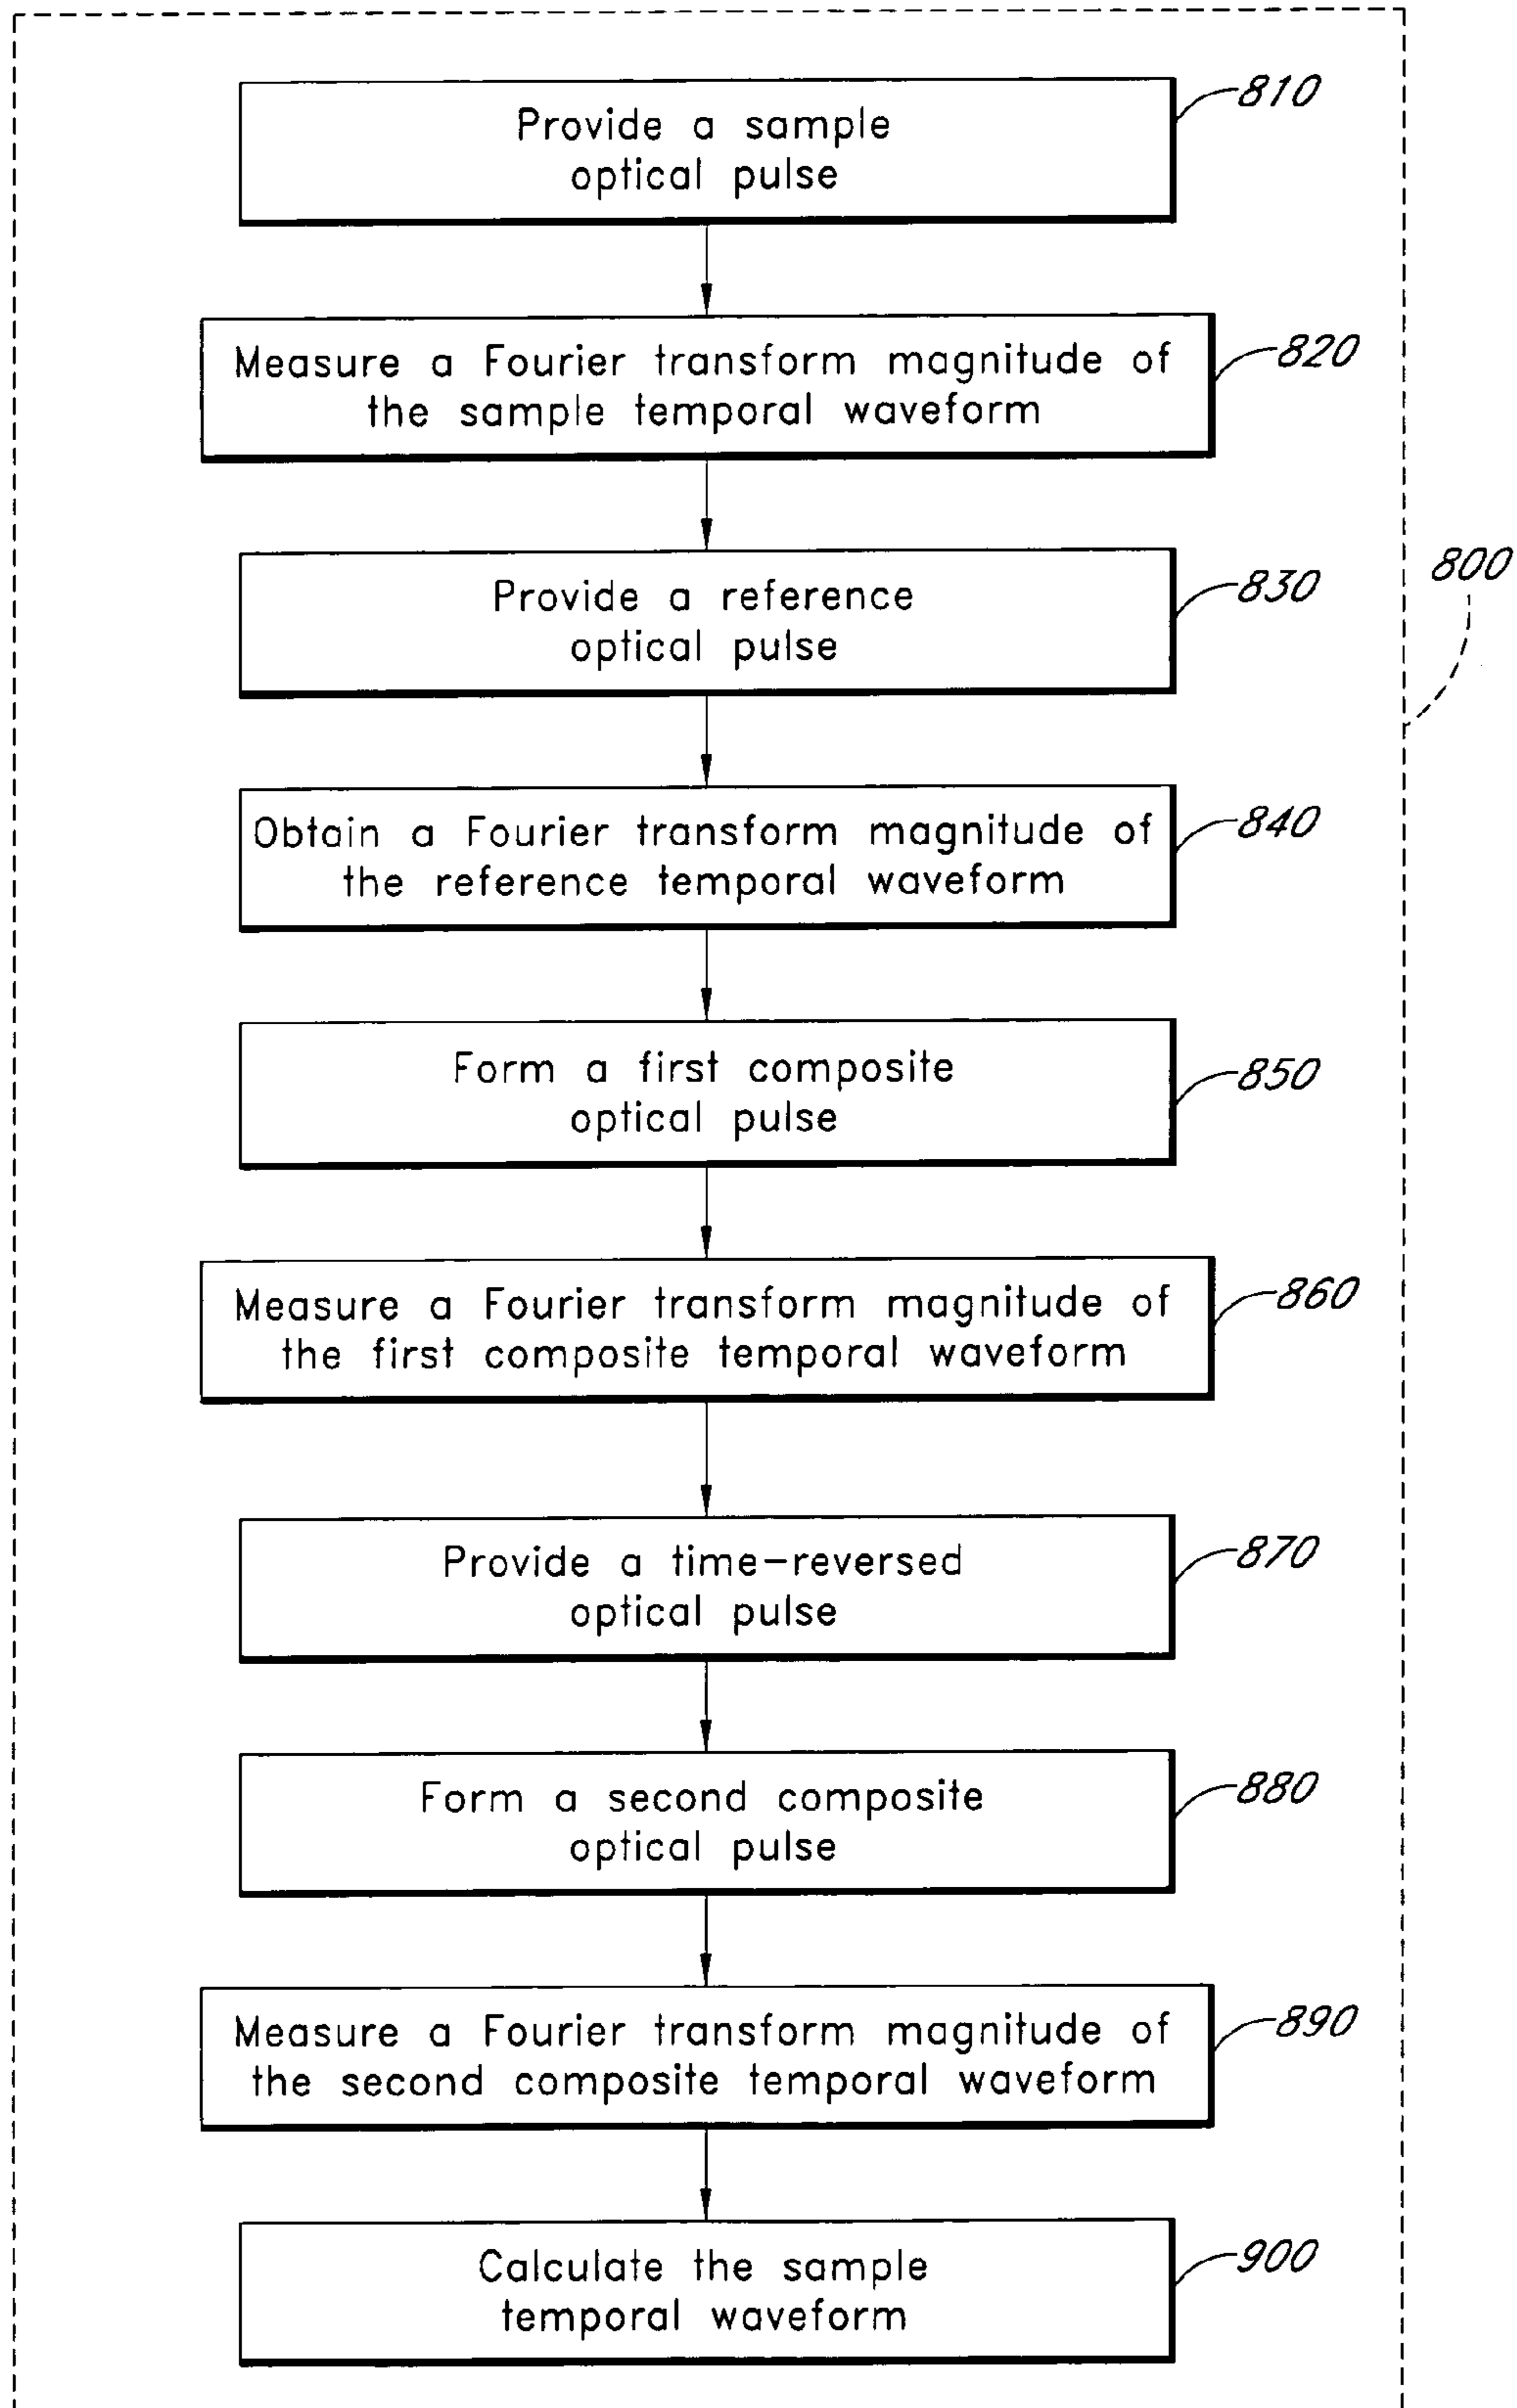 810
Provide a sample
optical pulse
820
Measure a Fourier transform magnitude of
the sample temporal waveform
800
830
Provide a reference
optical pulse
840
Obtain a Fourier transform magnitude of
the reference temporal waveform
850
Form a first composite
optical pulse
860
Measure a Fourier transform magnitude of
the first composite temporal waveform
870
Provide a time-reversed
optical pulse
880
Form a second composite
optical pulse
890
Measure a Fourier transform magnitude of
the second composite temporal waveform
900
Calculate the sample
temporal waveform